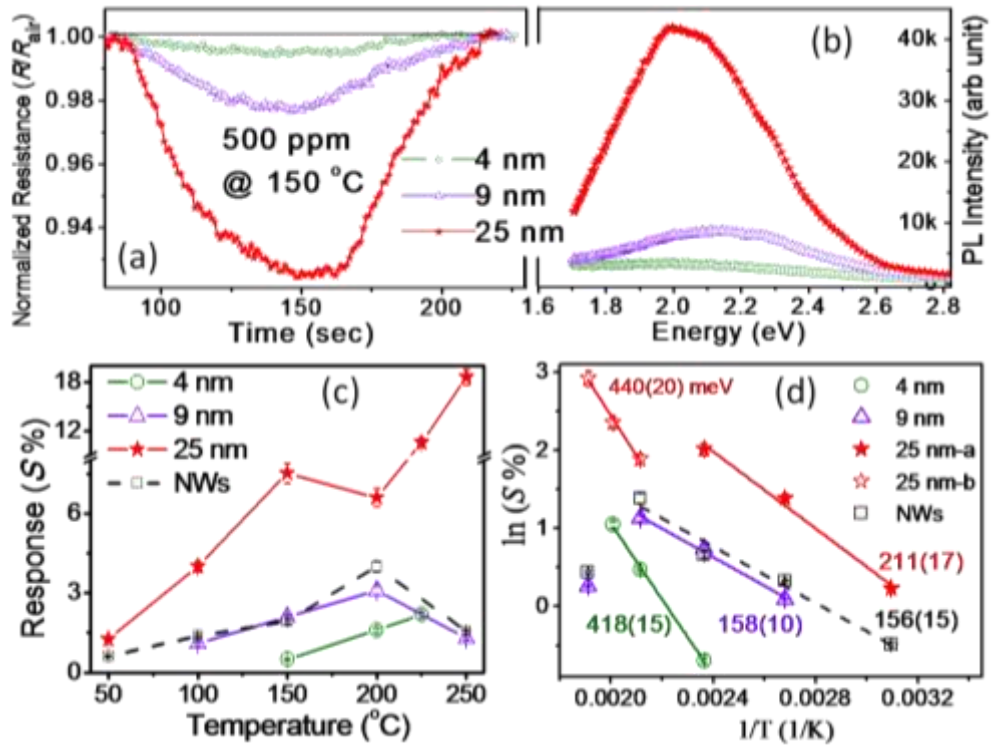 Normalized Resistance (R/R_air)
1.00
0.98
0.96
0.94
500 ppm
@ 150 °C
4 nm
9 nm
25 nm
(a)
100
150
200
Time (sec)
(b)
40k
30k
20k
10k
PL Intensity (arb unit)
1.6
1.8
2.0
2.2
2.4
2.6
2.8
Energy (eV)
(c)
4 nm
9 nm
25 nm
NWs
Response (S %)
18
12
6
3
0
50
100
150
200
250
Temperature (°C)
(d)
440(20) meV
4 nm
9 nm
25 nm-a
25 nm-b
NWs
211(17)
418(15)
158(10)
156(15)
ln (S %)
3
2
1
0
0.0020
0.0024
0.0028
0.0032
1/T (1/K)